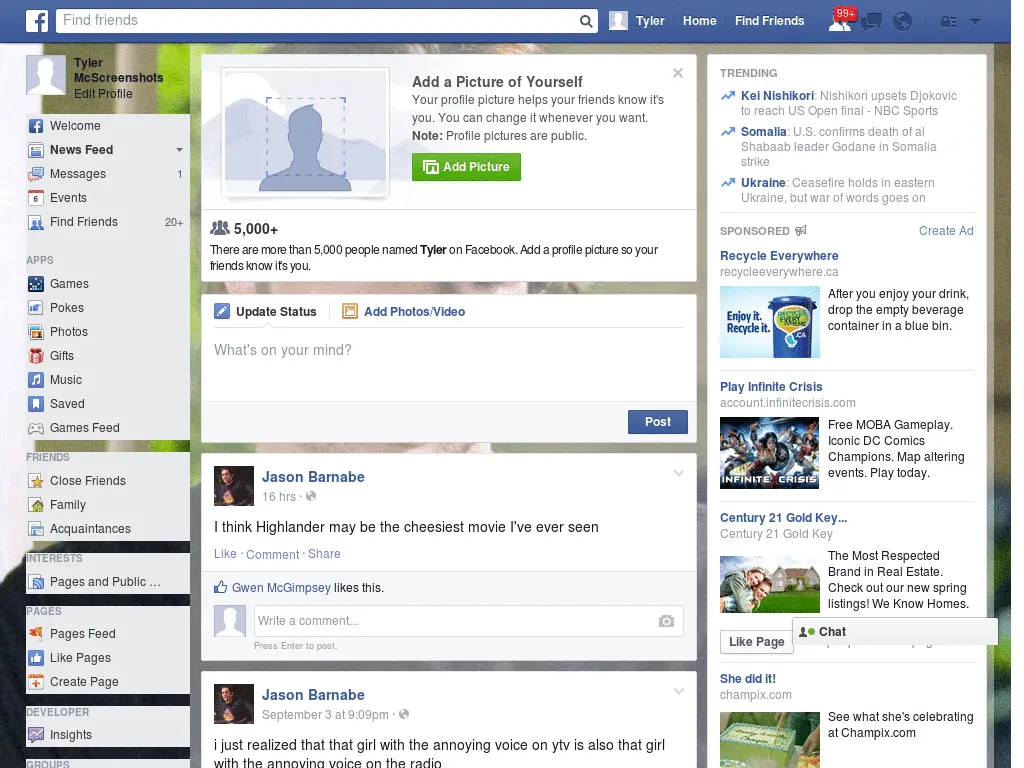 Find friends
Tyler
Home
Find Friends
99+
Tyler
McScreenshots
Edit Profile
Welcome
News Feed
Messages 1
Events
6
Find Friends 20+
APPS
Games
Pokes
Photos
Gifts
Music
Saved
Games Feed
FRIENDS
Close Friends
Family
Acquaintances
INTERESTS
Pages and Public ...
PAGES
Pages Feed
Like Pages
Create Page
DEVELOPER
Insights
GROUPS
Add a Picture of Yourself
Your profile picture helps your friends know it's
you. You can change it whenever you want.
Note: Profile pictures are public.
Add Picture
5,000+
There are more than 5,000 people named Tyler on Facebook. Add a profile picture so your
friends know it's you.
Update Status
Add Photos/Video
What's on your mind?
Post
Jason Barnabe
16 hrs ·
I think Highlander may be the cheesiest movie I've ever seen
Like · Comment · Share
Gwen McGimpsey likes this.
Write a comment...
Press Enter to post.
Jason Barnabe
September 3 at 9:09pm ·
i just realized that that girl with the annoying voice on ytv is also that girl
with the annoying voice on the radio
TRENDING
Kei Nishikori: Nishikori upsets Djokovic
to reach US Open final - NBC Sports
Somalia: U.S. confirms death of al
Shabaab leader Godane in Somalia
strike
Ukraine: Ceasefire holds in eastern
Ukraine, but war of words goes on
SPONSORED
Create Ad
Recycle Everywhere
recycleeverywhere.ca
Enjoy it.
Recycle it.
RECYCLE
EVERYWHERE
.CA
After you enjoy your drink,
drop the empty beverage
container in a blue bin.
Play Infinite Crisis
account.infinitecrisis.com
INFINITE CRISIS
Free MOBA Gameplay.
Iconic DC Comics
Champions. Map altering
events. Play today.
Century 21 Gold Key...
Century 21 Gold Key
The Most Respected
Brand in Real Estate.
Check out our new spring
listings! We Know Homes.
Like Page
Chat
She did it!
champix.com
See what she's celebrating
at Champix.com